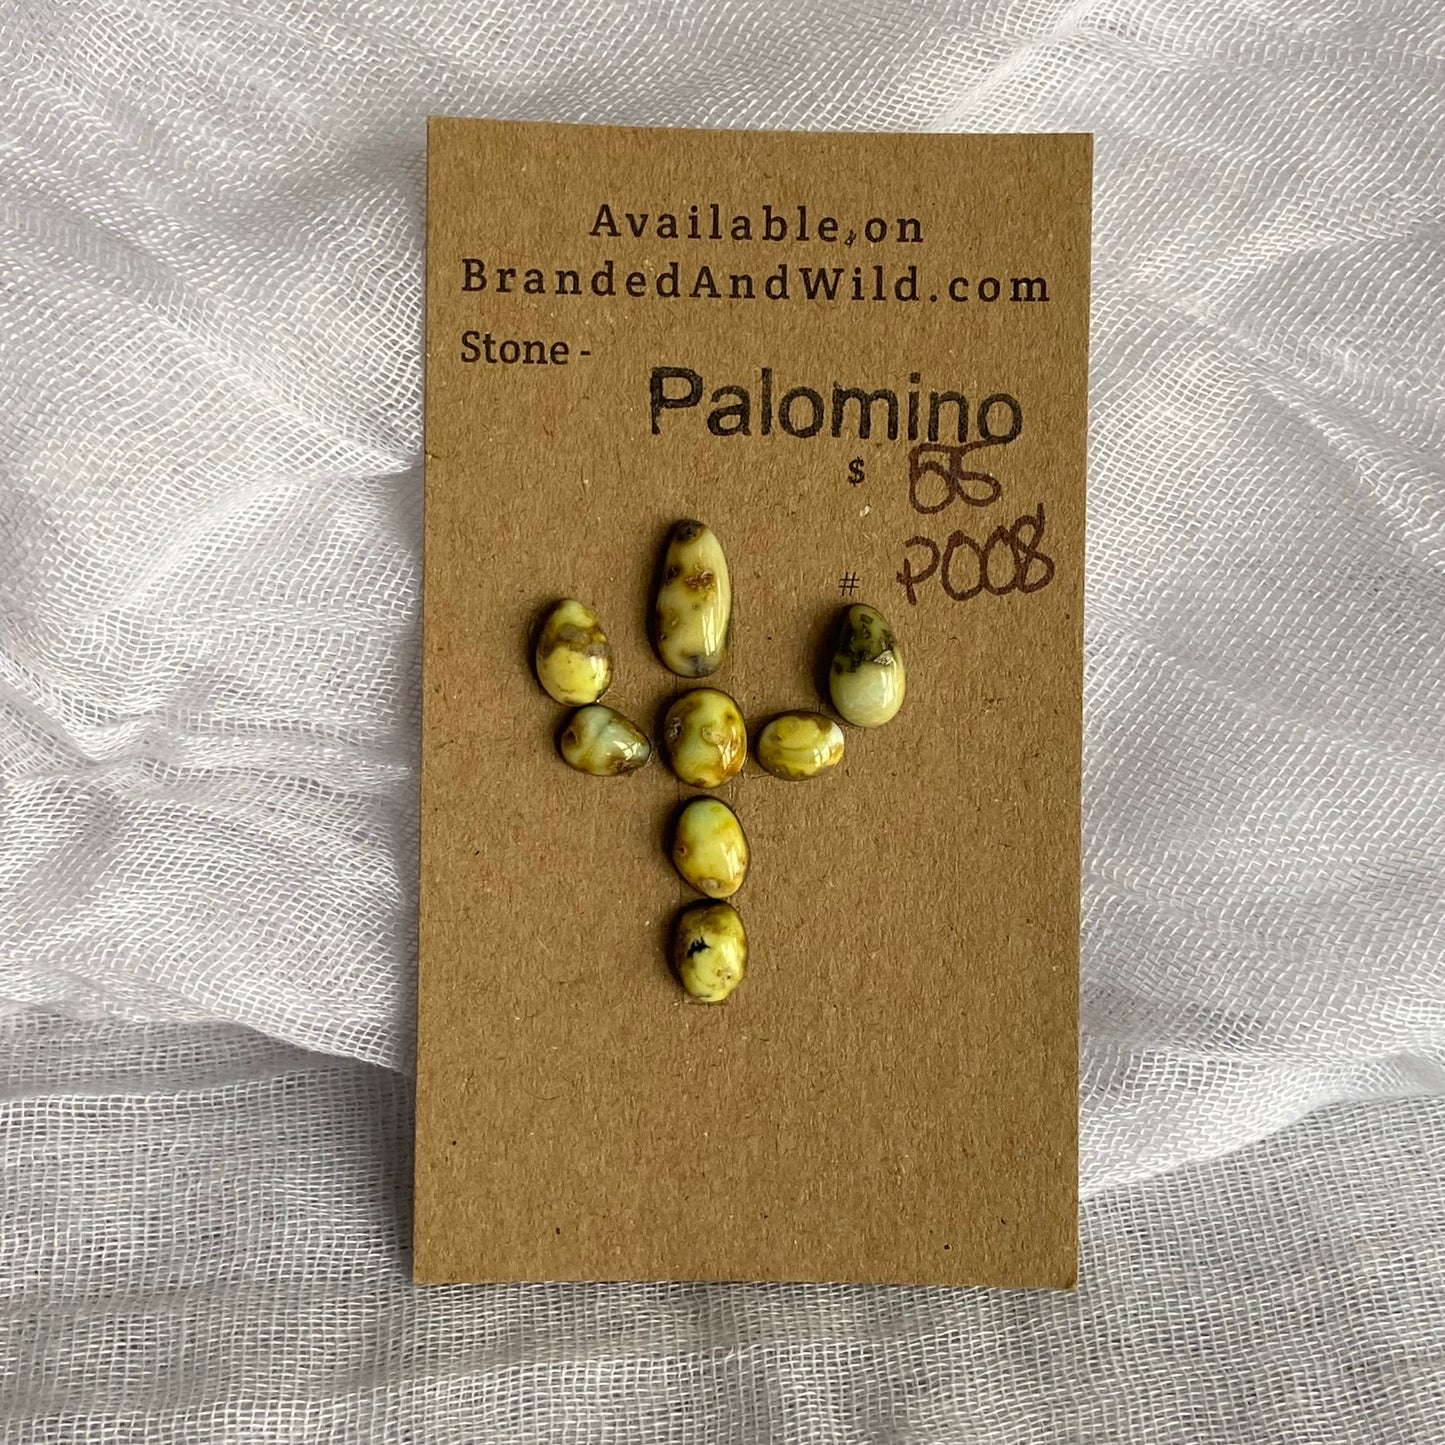 Available on
BrandedAndWild.com
Stone - Palomino
$ 65
# P008